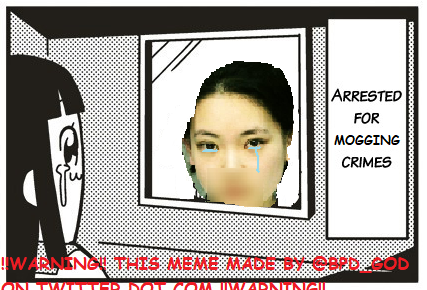 ARRESTED
FOR
MOGGING
CRIMES
!!WARNING!! THIS MEME MADE BY @BPD_GOD
ON TWITTER DOT COM !!WARNING!!